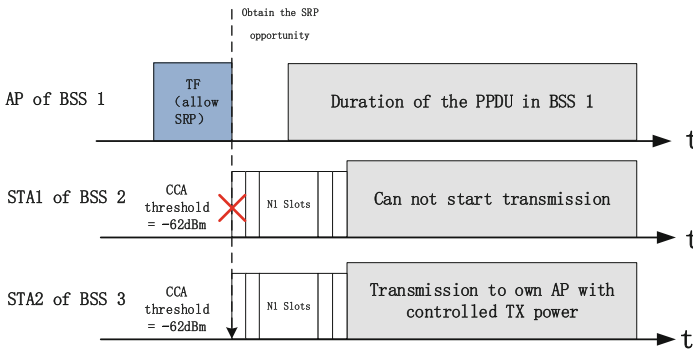 Obtain the SRP
opportunity
AP of BSS 1
TF
(allow
SRP)
Duration of the PPDU in BSS 1
t
STA1 of BSS 2
CCA
threshold
= -62dBm
N1 Slots
Can not start transmission
t
STA2 of BSS 3
CCA
threshold
= -62dBm
N1 Slots
Transmission to own AP with
controlled TX power
t